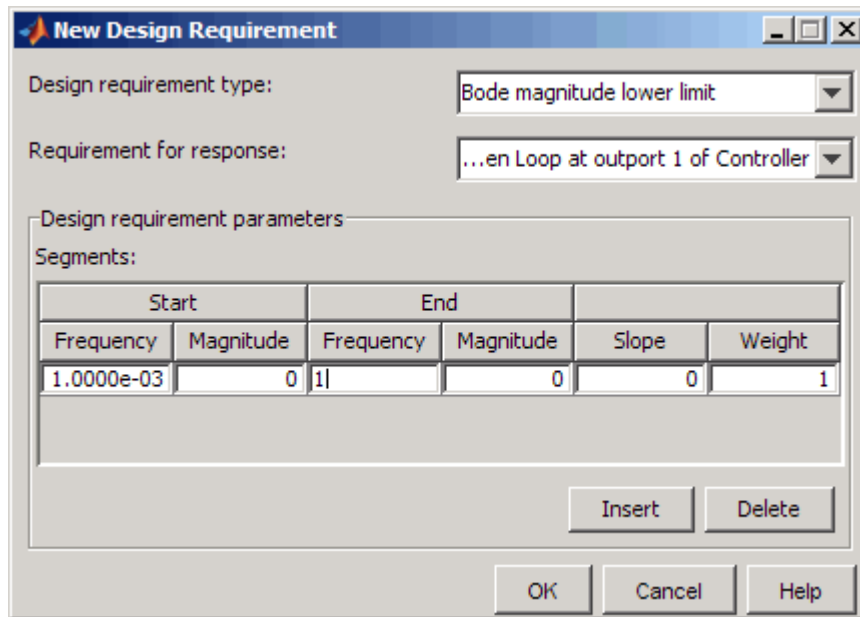 New Design Requirement
Design requirement type: Bode magnitude lower limit
Requirement for response: ...en Loop at outport 1 of Controller
Design requirement parameters
Segments:
Start End
Frequency Magnitude Frequency Magnitude Slope Weight
1.0000e-03 0 1 0 0 1
Insert Delete
OK Cancel Help